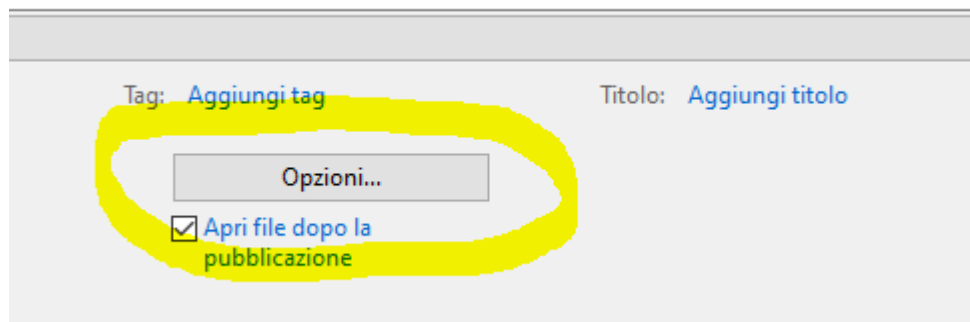 Tag: Aggiungi tag Titolo: Aggiungi titolo
Opzioni...
Apri file dopo la
pubblicazione